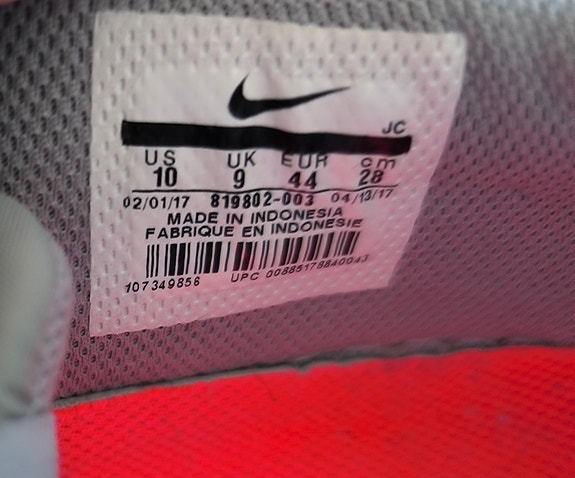 JC
US UK EUR cm
10 9 44 28
02/01/17 819802-003 04/13/17
MADE IN INDONESIA
FABRIQUE EN INDONESIE
107349856 UPC 00885178840043